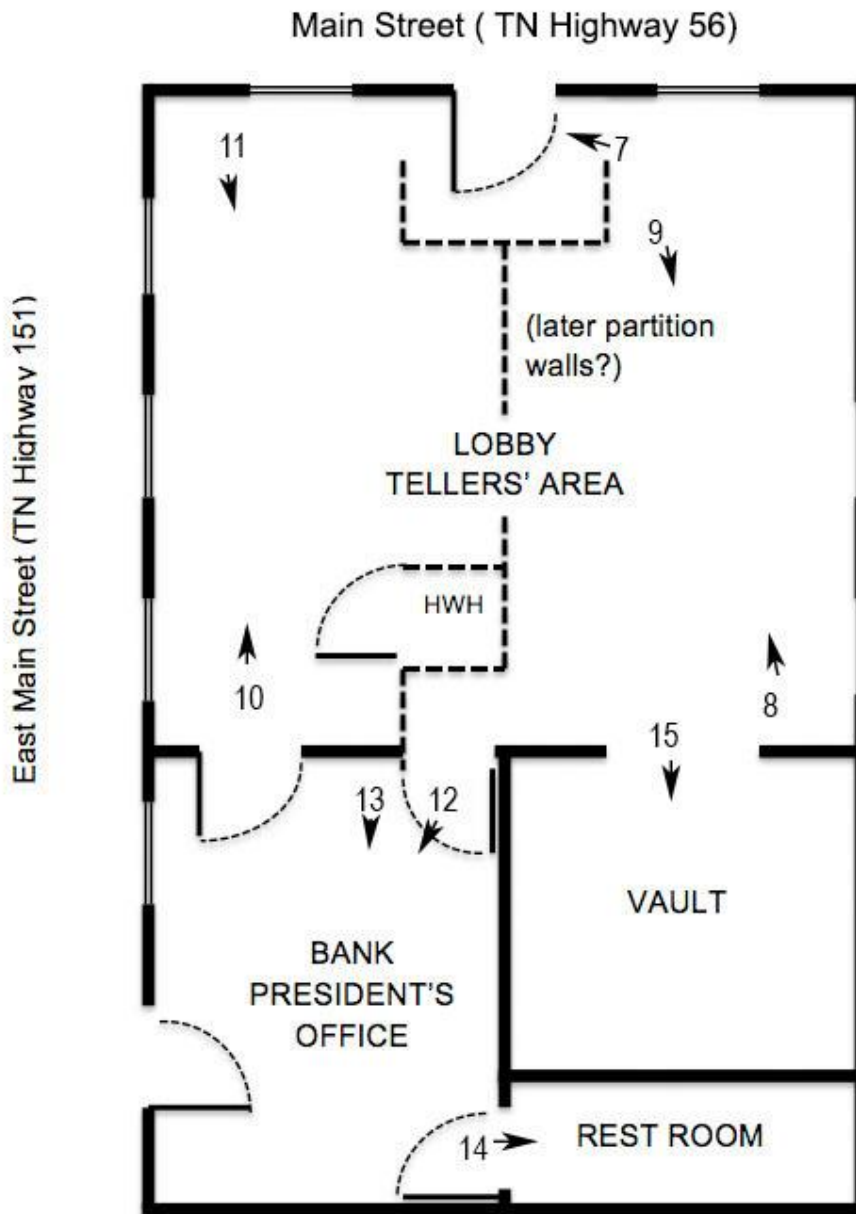 Main Street ( TN Highway 56)
11
7
9
East Main Street (TN Highway 151)
(later partition
walls?)
LOBBY
TELLERS’ AREA
HWH
10
8
15
13
12
VAULT
BANK
PRESIDENT’S
OFFICE
14
REST ROOM